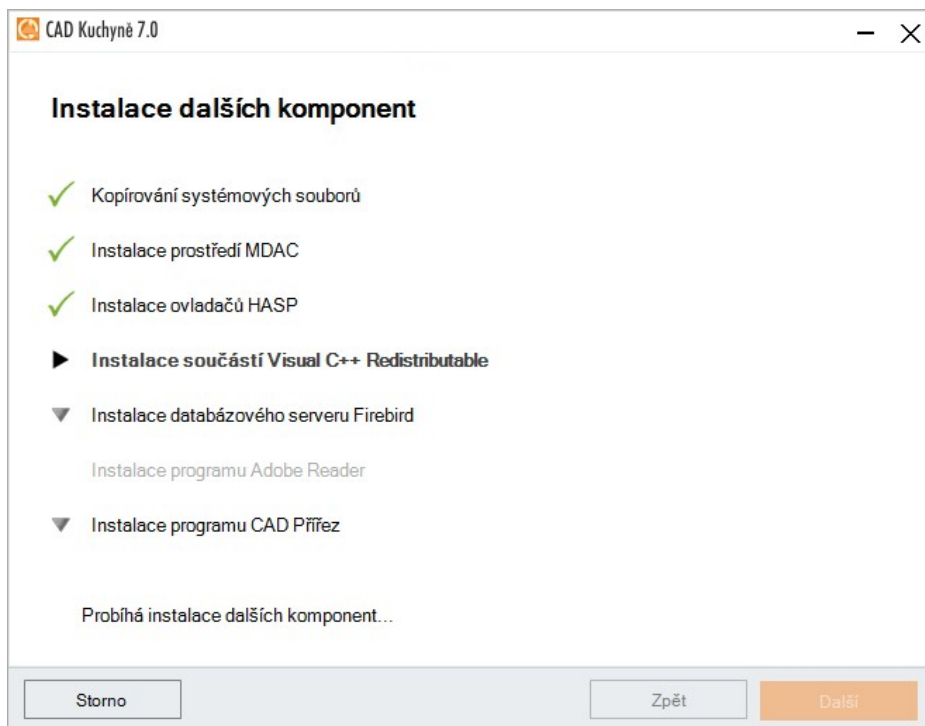 CAD Kuchyně 7.0
Instalace dalších komponent
Kopírování systémových souborů
Instalace prostředí MDAC
Instalace ovladačů HASP
Instalace součástí Visual C++ Redistributable
Instalace databázového serveru Firebird
Instalace programu Adobe Reader
Instalace programu CAD Přířez
Probíhá instalace dalších komponent...
Storno
Zpět
Další